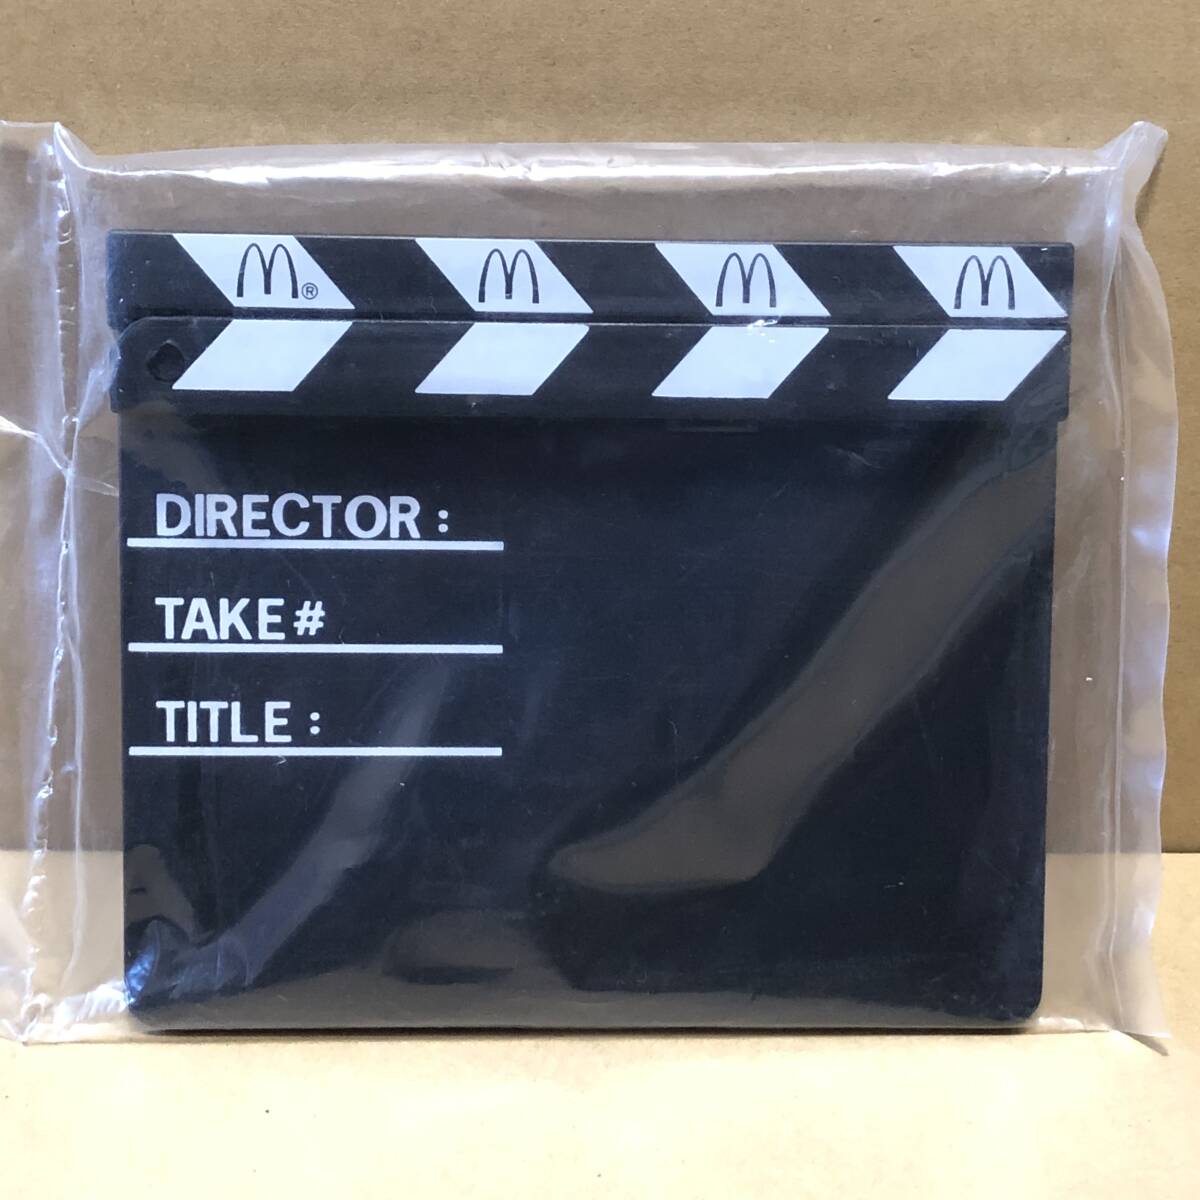 M® M M M
DIRECTOR:
TAKE#
TITLE: